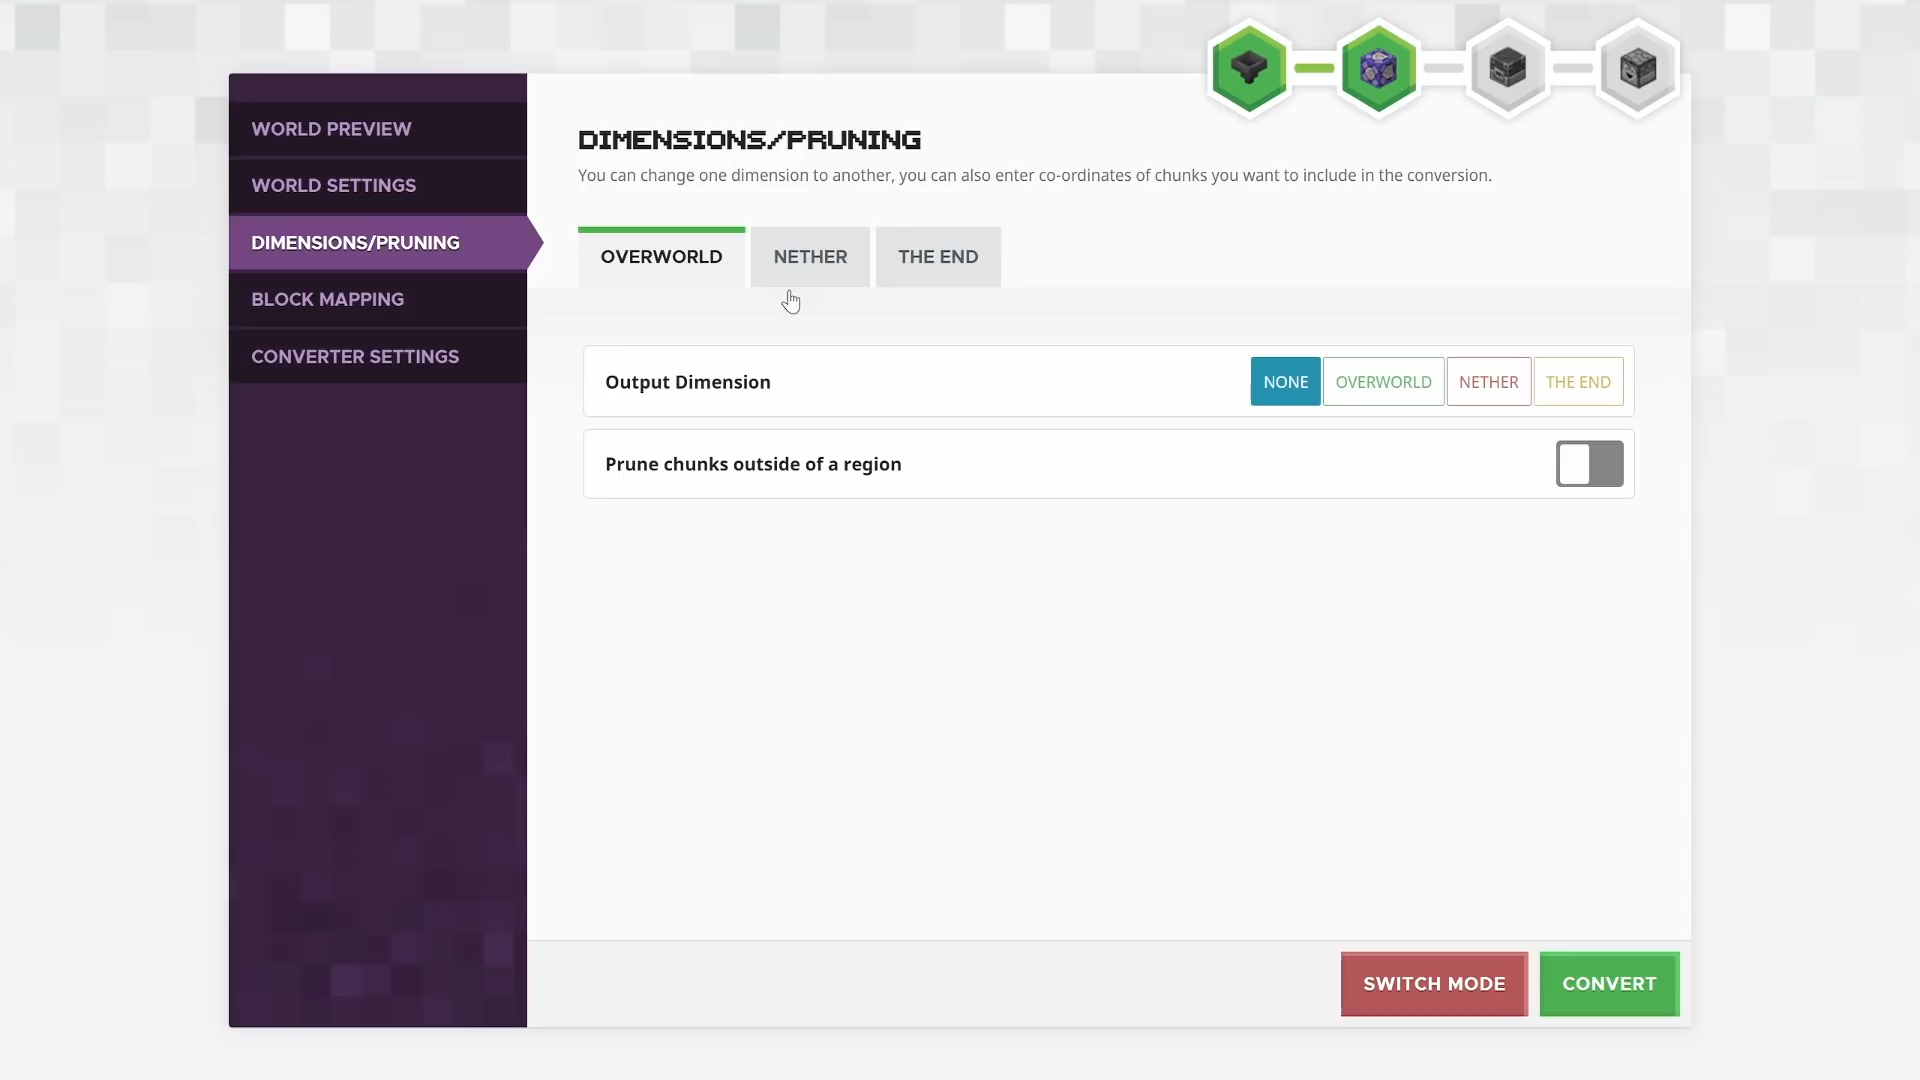 WORLD PREVIEW
WORLD SETTINGS
DIMENSIONS/PRUNING
BLOCK MAPPING
CONVERTER SETTINGS
DIMENSIONS/PRUNING
You can change one dimension to another, you can also enter co-ordinates of chunks you want to include in the conversion.
OVERWORLD NETHER THE END
Output Dimension NONE OVERWORLD NETHER THE END
Prune chunks outside of a region
SWITCH MODE CONVERT